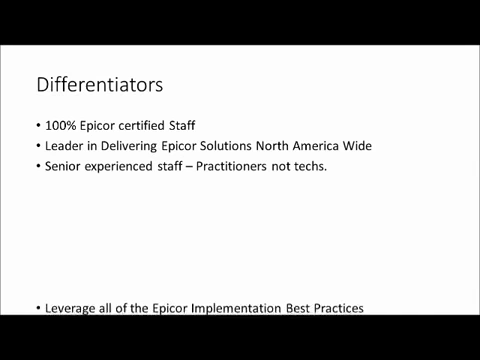 Differentiators
• 100% Epicor certified Staff
• Leader in Delivering Epicor Solutions North America Wide
• Senior experienced staff – Practitioners not techs.
• Leverage all of the Epicor Implementation Best Practices